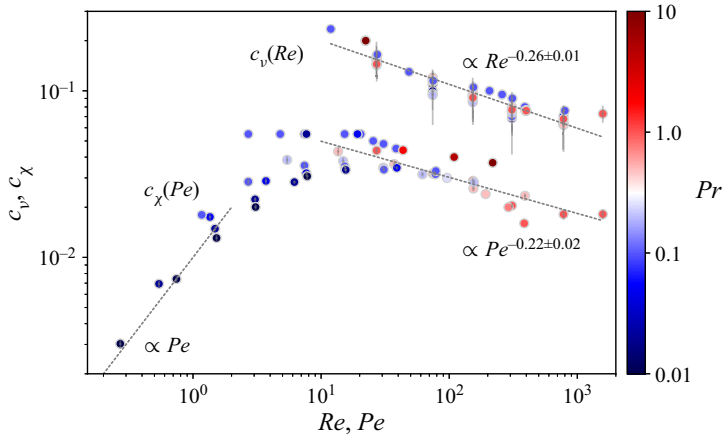 c_ν(Re)
∝ Re^{−0.26±0.01}
c_χ(Pe)
∝ Pe^{−0.22±0.02}
∝ Pe
10^{−1}
10^{−2}
c_ν, c_χ
10^0
10^1
10^2
10^3
Re, Pe
10
1
0.1
0.01
Pr